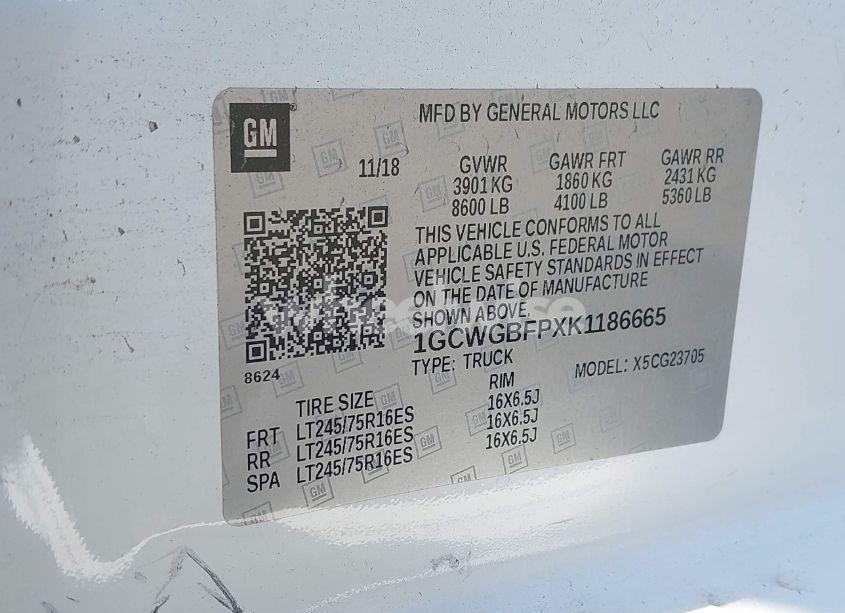 GM
MFD BY GENERAL MOTORS LLC
11/18
GVWR GAWR FRT GAWR RR
3901 KG 1860 KG 2431 KG
8600 LB 4100 LB 5360 LB
THIS VEHICLE CONFORMS TO ALL
APPLICABLE U.S. FEDERAL MOTOR
VEHICLE SAFETY STANDARDS IN EFFECT
ON THE DATE OF MANUFACTURE
SHOWN ABOVE.
1GCWGBFPXK1186665
TYPE: TRUCK MODEL: X5CG23705
8624
TIRE SIZE RIM
FRT LT245/75R16ES 16X6.5J
RR LT245/75R16ES 16X6.5J
SPA LT245/75R16ES 16X6.5J